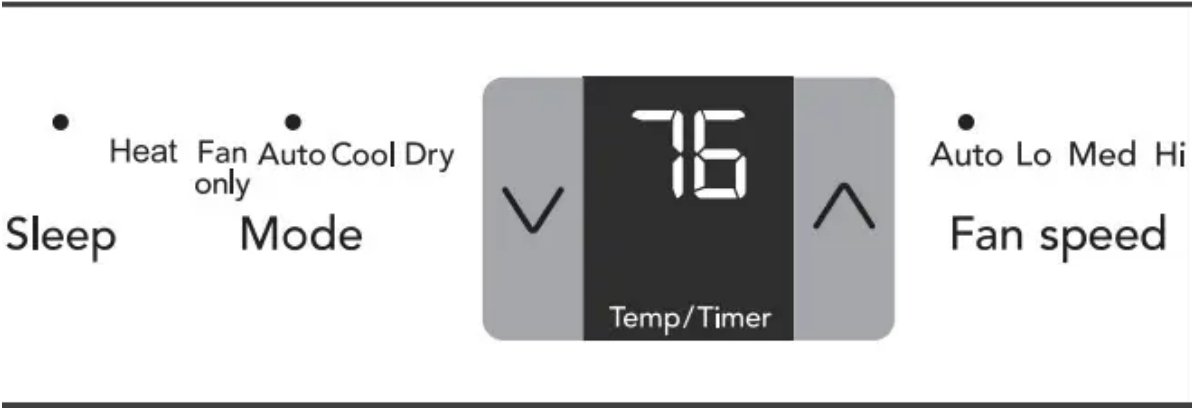 76
Heat Fan only Auto Cool Dry
Auto Lo Med Hi
Sleep
Mode
Fan speed
Temp/Timer